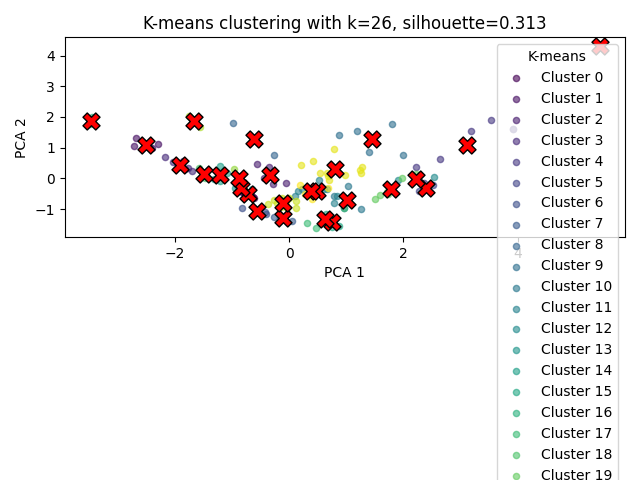 K-means clustering with k=26, silhouette=0.313
PCA 2
4
3
2
1
0
−1
−2
0
2
4
PCA 1
K-means
Cluster 0
Cluster 1
Cluster 2
Cluster 3
Cluster 4
Cluster 5
Cluster 6
Cluster 7
Cluster 8
Cluster 9
Cluster 10
Cluster 11
Cluster 12
Cluster 13
Cluster 14
Cluster 15
Cluster 16
Cluster 17
Cluster 18
Cluster 19